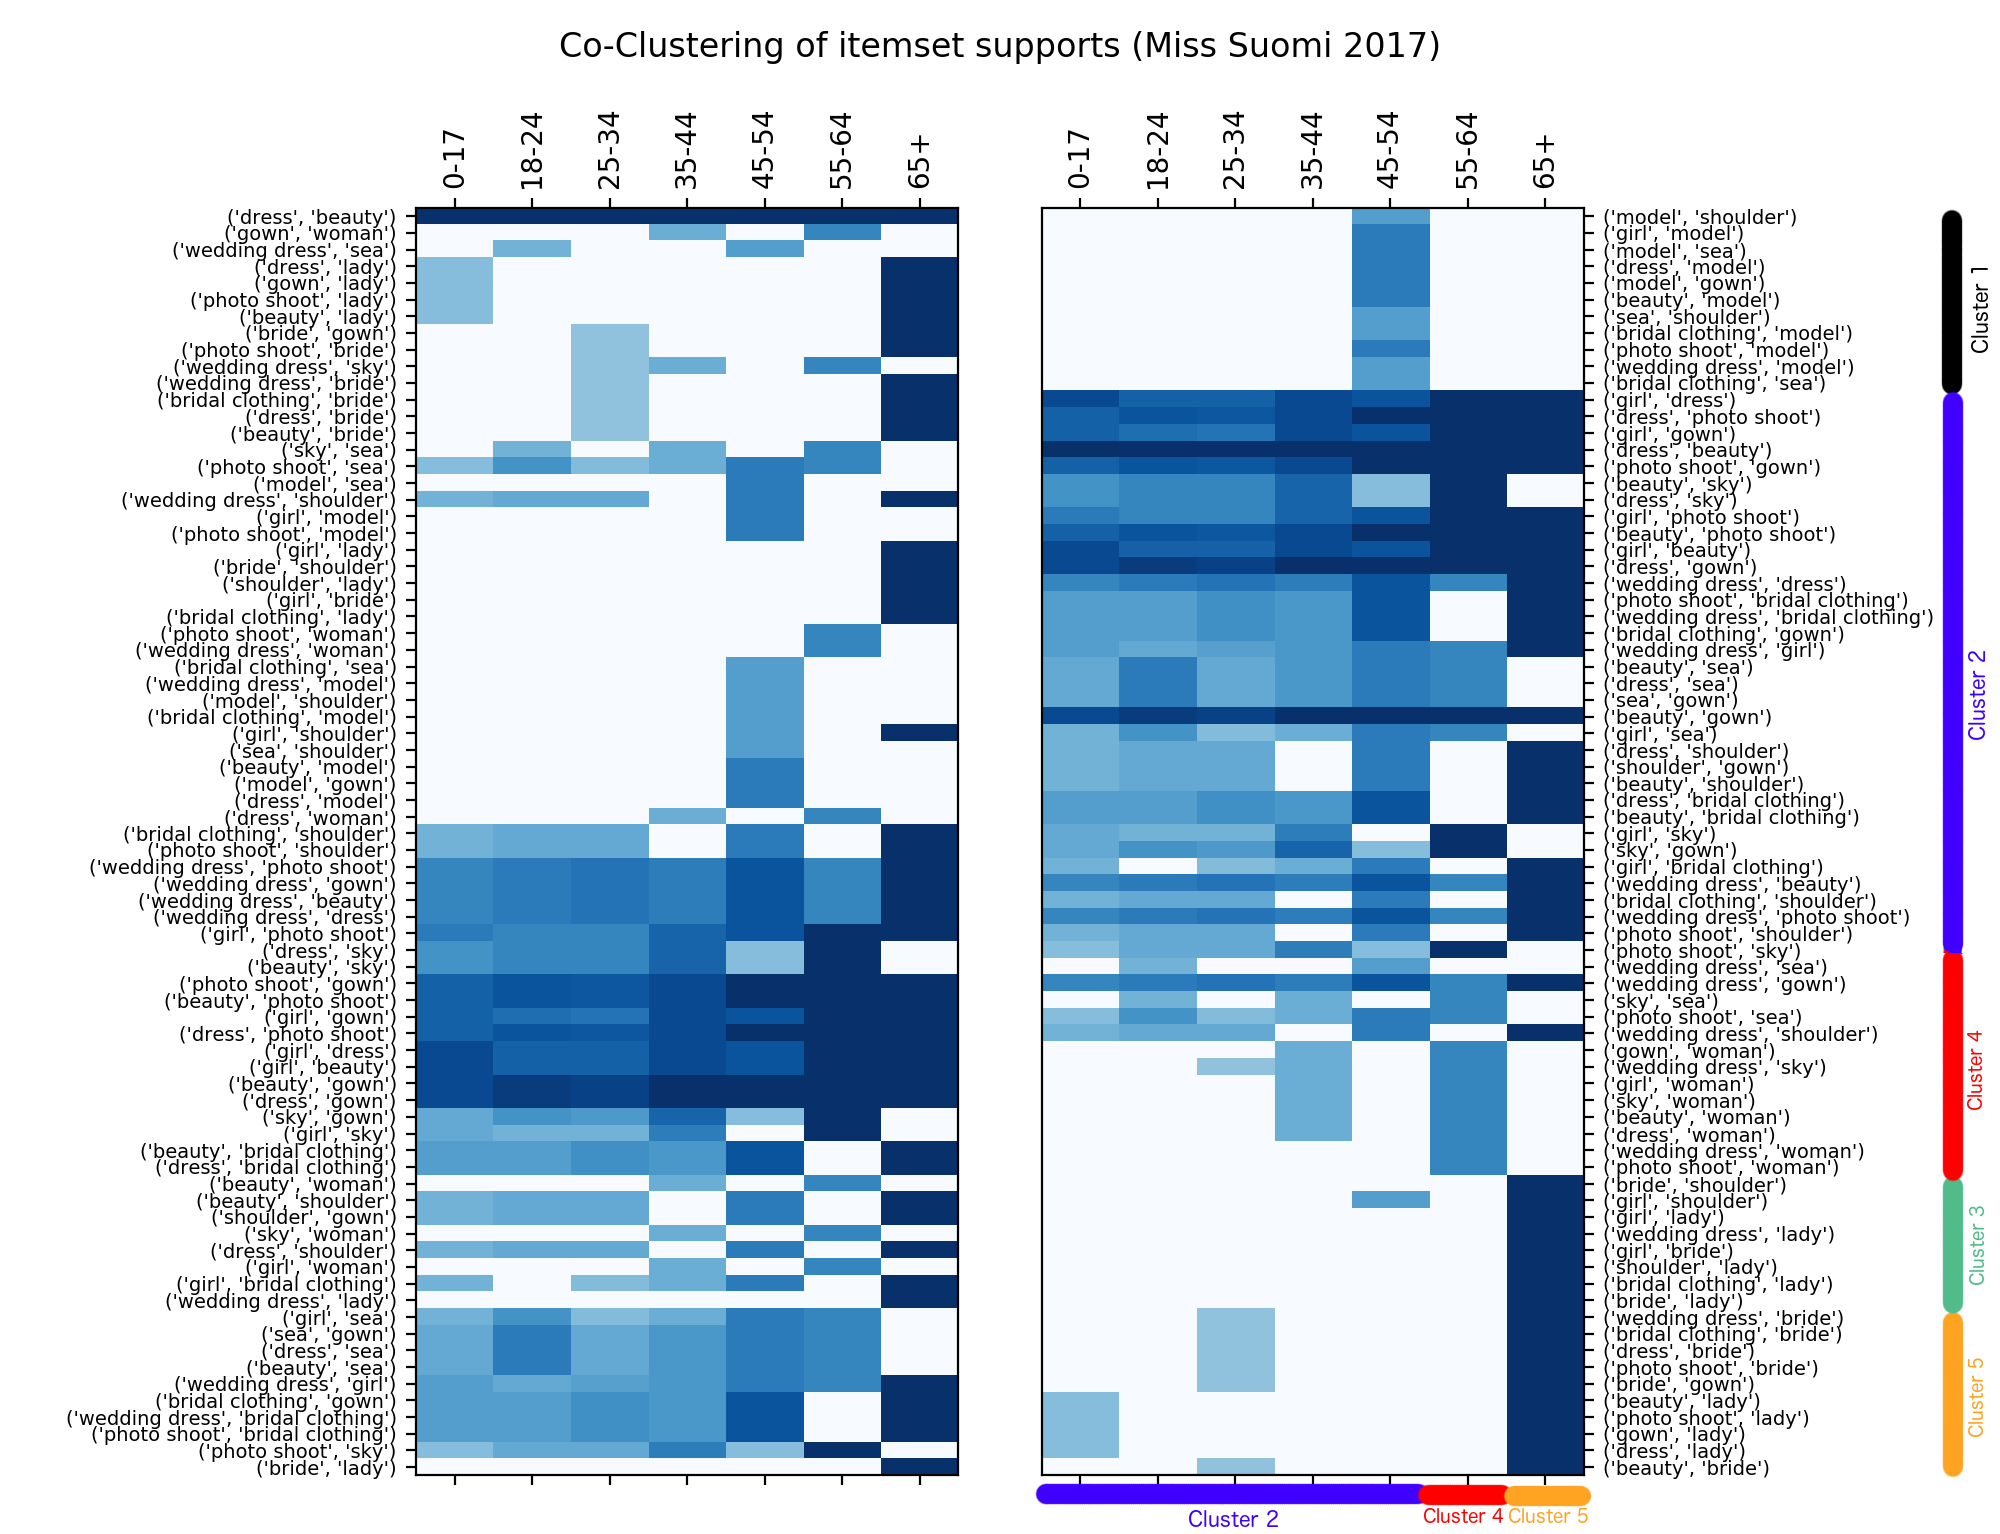 Co-Clustering of itemset supports (Miss Suomi 2017)
0-17
18-24
25-34
35-44
45-54
55-64
65+
('dress', 'beauty')
('gown', 'woman')
('wedding dress', 'sea')
('dress', 'lady')
('gown', 'lady')
('photo shoot', 'lady')
('beauty', 'lady')
('bride', 'gown')
('photo shoot', 'bride')
('wedding dress', 'sky')
('wedding dress', 'bride')
('bridal clothing', 'bride')
('dress', 'bride')
('beauty', 'bride')
('sky', 'sea')
('photo shoot', 'sea')
('model', 'sea')
('wedding dress', 'shoulder')
('girl', 'model')
('photo shoot', 'model')
('girl', 'lady')
('bride', 'shoulder')
('shoulder', 'lady')
('girl', 'bride')
('bridal clothing', 'lady')
('photo shoot', 'woman')
('wedding dress', 'woman')
('bridal clothing', 'sea')
('wedding dress', 'model')
('model', 'shoulder')
('bridal clothing', 'model')
('girl', 'shoulder')
('sea', 'shoulder')
('beauty', 'model')
('model', 'gown')
('dress', 'model')
('dress', 'woman')
('bridal clothing', 'shoulder')
('photo shoot', 'shoulder')
('wedding dress', 'photo shoot')
('wedding dress', 'gown')
('wedding dress', 'beauty')
('wedding dress', 'dress')
('girl', 'photo shoot')
('dress', 'sky')
('beauty', 'sky')
('photo shoot', 'gown')
('beauty', 'photo shoot')
('girl', 'gown')
('dress', 'photo shoot')
('girl', 'dress')
('girl', 'beauty')
('beauty', 'gown')
('dress', 'gown')
('sky', 'gown')
('girl', 'sky')
('beauty', 'bridal clothing')
('dress', 'bridal clothing')
('beauty', 'woman')
('beauty', 'shoulder')
('shoulder', 'gown')
('sky', 'woman')
('dress', 'shoulder')
('girl', 'woman')
('girl', 'bridal clothing')
('wedding dress', 'lady')
('girl', 'sea')
('sea', 'gown')
('dress', 'sea')
('beauty', 'sea')
('wedding dress', 'girl')
('bridal clothing', 'gown')
('wedding dress', 'bridal clothing')
('photo shoot', 'bridal clothing')
('photo shoot', 'sky')
('bride', 'lady')
0-17
18-24
25-34
35-44
45-54
55-64
65+
('model', 'shoulder')
('girl', 'model')
('model', 'sea')
('dress', 'model')
('model', 'gown')
('beauty', 'model')
('sea', 'shoulder')
('bridal clothing', 'model')
('photo shoot', 'model')
('wedding dress', 'model')
('bridal clothing', 'sea')
('girl', 'dress')
('dress', 'photo shoot')
('girl', 'gown')
('dress', 'beauty')
('photo shoot', 'gown')
('beauty', 'sky')
('dress', 'sky')
('girl', 'photo shoot')
('beauty', 'photo shoot')
('girl', 'beauty')
('dress', 'gown')
('wedding dress', 'dress')
('photo shoot', 'bridal clothing')
('wedding dress', 'bridal clothing')
('bridal clothing', 'gown')
('wedding dress', 'girl')
('beauty', 'sea')
('dress', 'sea')
('sea', 'gown')
('beauty', 'gown')
('girl', 'sea')
('dress', 'shoulder')
('shoulder', 'gown')
('beauty', 'shoulder')
('dress', 'bridal clothing')
('beauty', 'bridal clothing')
('girl', 'sky')
('sky', 'gown')
('girl', 'bridal clothing')
('wedding dress', 'beauty')
('bridal clothing', 'shoulder')
('wedding dress', 'photo shoot')
('photo shoot', 'shoulder')
('photo shoot', 'sky')
('wedding dress', 'sea')
('wedding dress', 'gown')
('sky', 'sea')
('photo shoot', 'sea')
('wedding dress', 'shoulder')
('gown', 'woman')
('wedding dress', 'sky')
('girl', 'woman')
('sky', 'woman')
('beauty', 'woman')
('dress', 'woman')
('wedding dress', 'woman')
('photo shoot', 'woman')
('bride', 'shoulder')
('girl', 'shoulder')
('girl', 'lady')
('wedding dress', 'lady')
('girl', 'bride')
('shoulder', 'lady')
('bridal clothing', 'lady')
('bride', 'lady')
('wedding dress', 'bride')
('bridal clothing', 'bride')
('dress', 'bride')
('photo shoot', 'bride')
('bride', 'gown')
('beauty', 'lady')
('photo shoot', 'lady')
('gown', 'lady')
('dress', 'lady')
('beauty', 'bride')
Cluster 1
Cluster 2
Cluster 4
Cluster 3
Cluster 5
Cluster 2
Cluster 4
Cluster 5